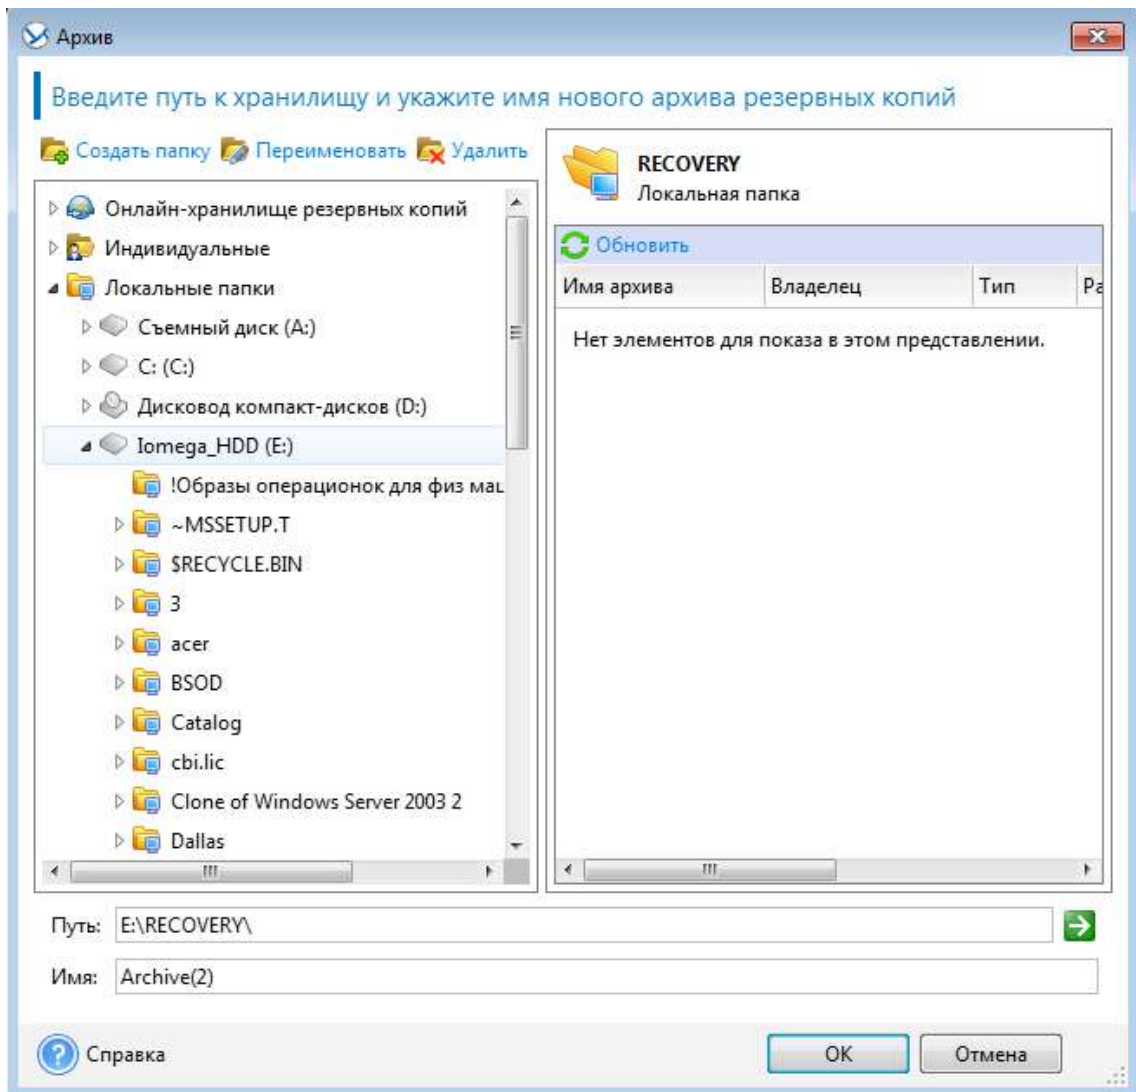 Архив
Введите путь к хранилищу и укажите имя нового архива резервных копий
Создать папку Переименовать Удалить
Онлайн-хранилище резервных копий
Индивидуальные
Локальные папки
Съемный диск (A:)
C: (C:)
Дисковод компакт-дисков (D:)
Iomega_HDD (E:)
!Образы операционок для физ маш
~MSSETUP.T
$RECYCLE.BIN
3
acer
BSOD
Catalog
cbi.lic
Clone of Windows Server 2003 2
Dallas
RECOVERY
Локальная папка
Обновить
Имя архива Владелец Тип Ра
Нет элементов для показа в этом представлении.
Путь: E:\RECOVERY\
Имя: Archive(2)
Справка OK Отмена